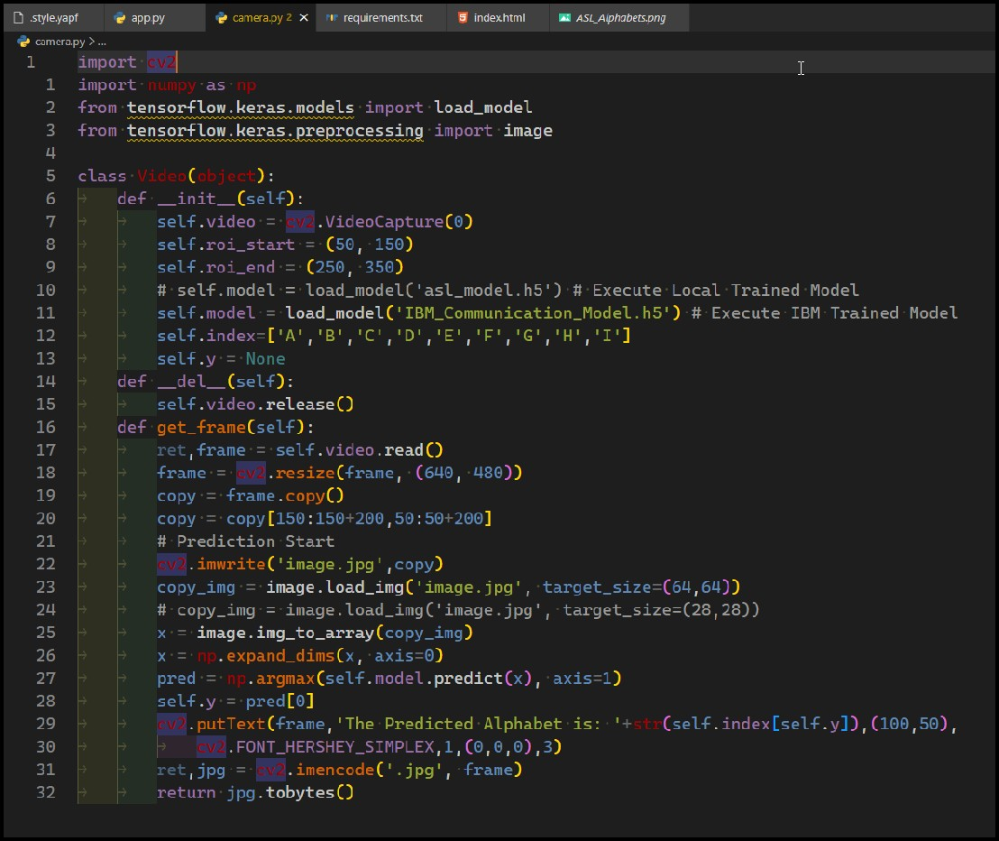 .style.yapf app.py camera.py 2 × requirements.txt index.html ASL_Alphabets.png
camera.py > ...
1 import cv2
1 import numpy as np
2 from tensorflow.keras.models import load_model
3 from tensorflow.keras.preprocessing import image
4
5 class Video(object):
6 def __init__(self):
7 self.video = cv2.VideoCapture(0)
8 self.roi_start = (50, 150)
9 self.roi_end = (250, 350)
10 # self.model = load_model('asl_model.h5') # Execute Local Trained Model
11 self.model = load_model('IBM_Communication_Model.h5') # Execute IBM Trained Model
12 self.index=['A','B','C','D','E','F','G','H','I']
13 self.y = None
14 def __del__(self):
15 self.video.release()
16 def get_frame(self):
17 ret,frame = self.video.read()
18 frame = cv2.resize(frame, (640, 480))
19 copy = frame.copy()
20 copy = copy[150:150+200,50:50+200]
21 # Prediction Start
22 cv2.imwrite('image.jpg',copy)
23 copy_img = image.load_img('image.jpg', target_size=(64,64))
24 # copy_img = image.load_img('image.jpg', target_size=(28,28))
25 x = image.img_to_array(copy_img)
26 x = np.expand_dims(x, axis=0)
27 pred = np.argmax(self.model.predict(x), axis=1)
28 self.y = pred[0]
29 cv2.putText(frame,'The Predicted Alphabet is: '+str(self.index[self.y]),(100,50),
30 cv2.FONT_HERSHEY_SIMPLEX,1,(0,0,0),3)
31 ret,jpg = cv2.imencode('.jpg', frame)
32 return jpg.tobytes()